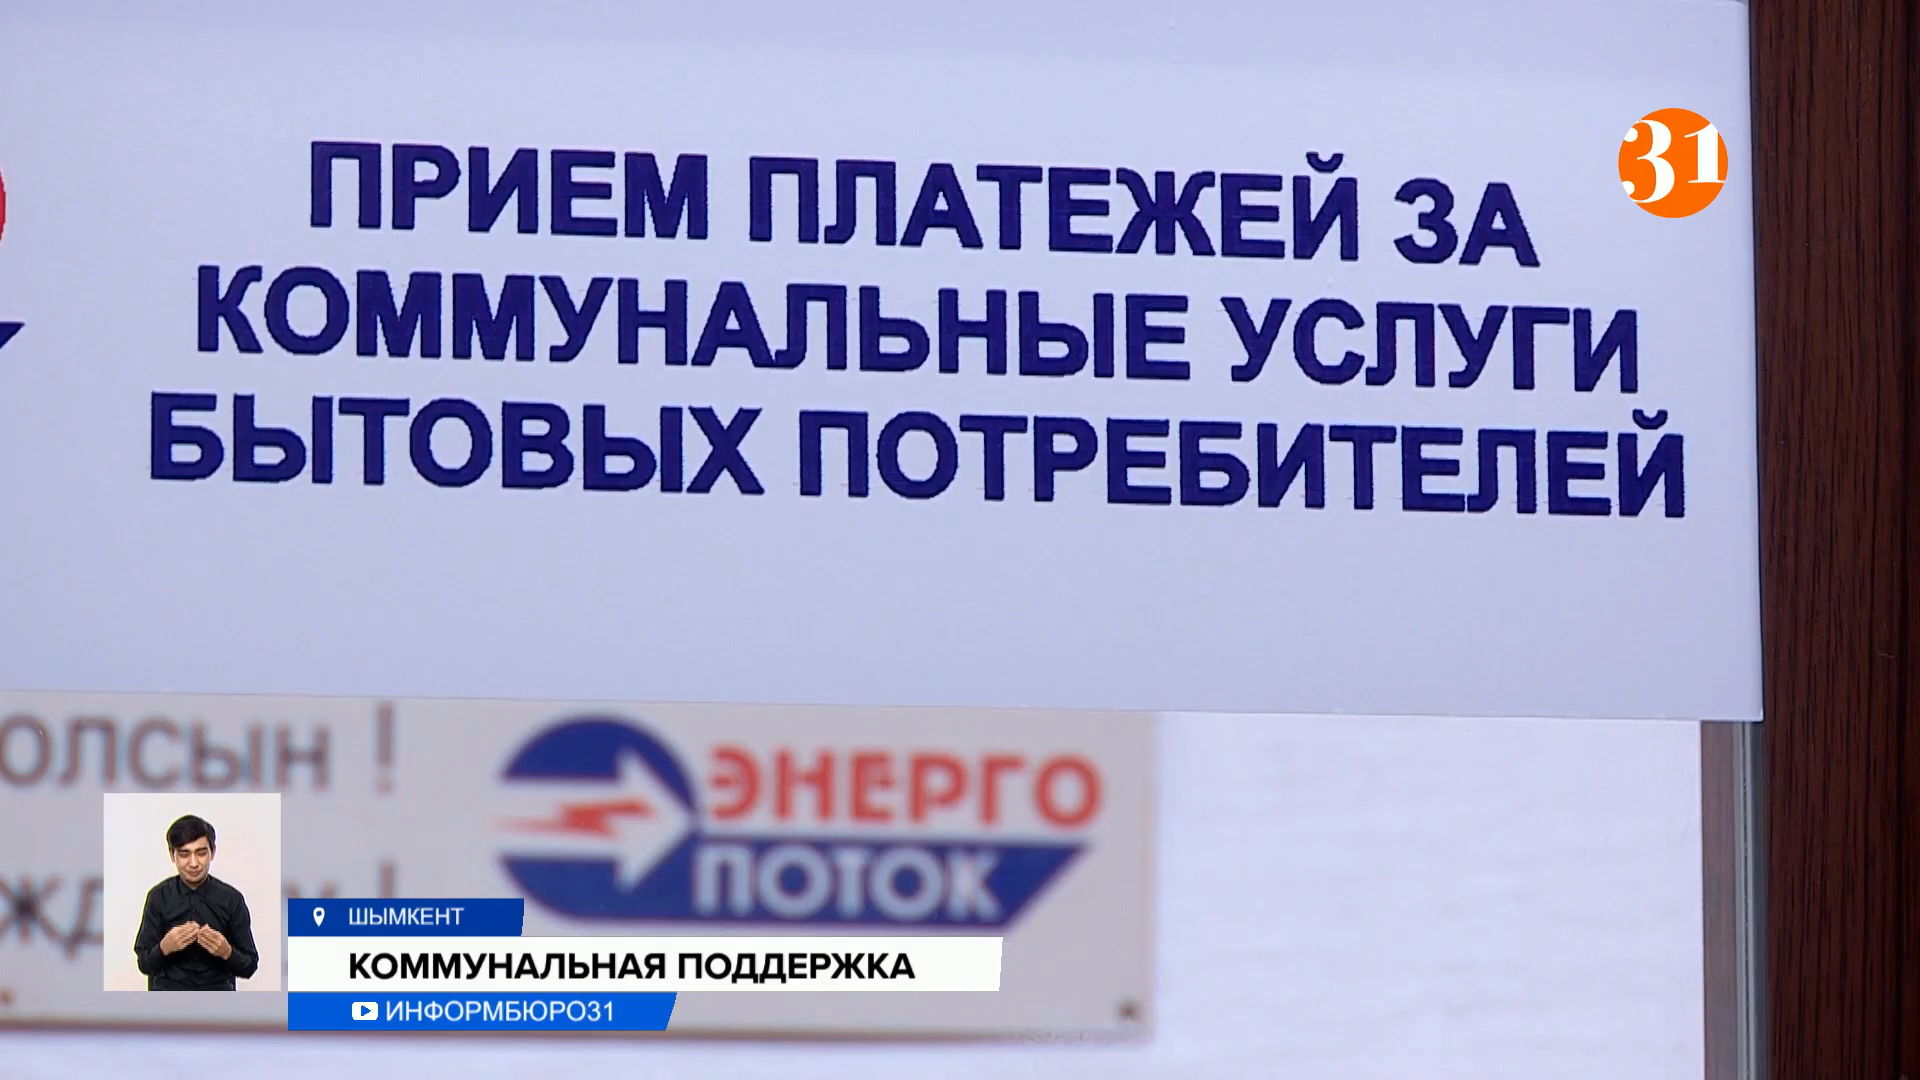 31
ПРИЕМ ПЛАТЕЖЕЙ ЗА
КОММУНАЛЬНЫЕ УСЛУГИ
БЫТОВЫХ ПОТРЕБИТЕЛЕЙ
ОЛСЫН !
ЭНЕРГО
ПОТОК
ШЫМКЕНТ
КОММУНАЛЬНАЯ ПОДДЕРЖКА
ИНФОРМБЮРО31